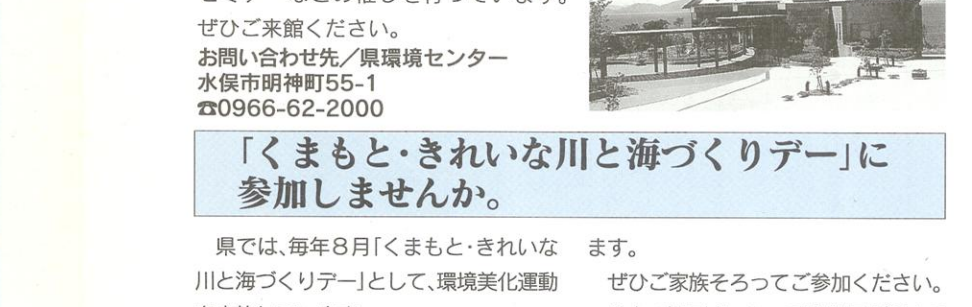 ぜひご来館ください。
お問い合わせ先／県環境センター
水俣市明神町55-1
☎0966-62-2000
「くまもと・きれいな川と海づくりデー」に
参加しませんか。
県では、毎年8月「くまもと・きれいな
川と海づくりデー」として、環境美化運動
ます。
ぜひご家族そろってご参加ください。